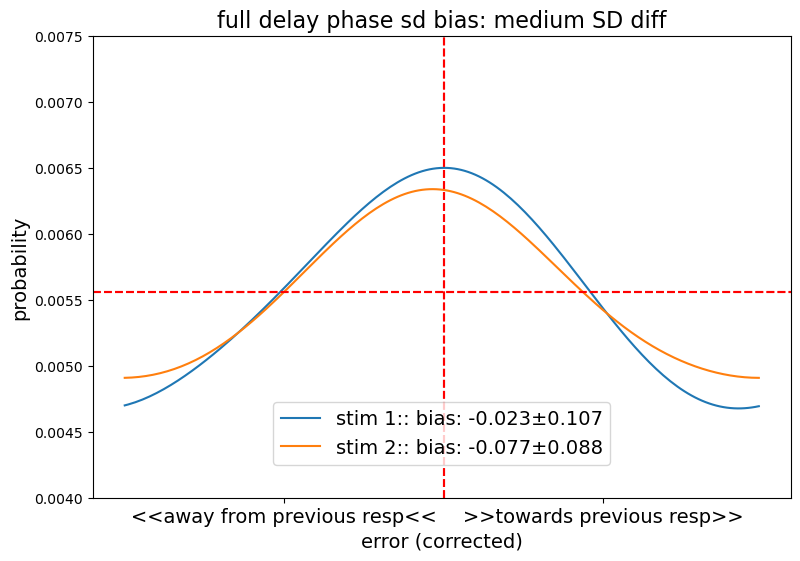 full delay phase sd bias: medium SD diff
0.0075
0.0070
0.0065
0.0060
0.0055
0.0050
0.0045
0.0040
probability
stim 1:: bias: -0.023±0.107
stim 2:: bias: -0.077±0.088
<<away from previous resp<< >>towards previous resp>>
error (corrected)